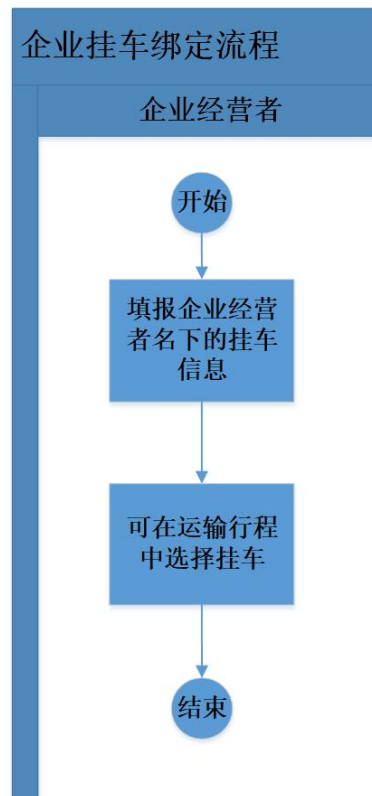 企业挂车绑定流程
企业经营者
开始
填报企业经营
者名下的挂车
信息
可在运输行程
中选择挂车
结束